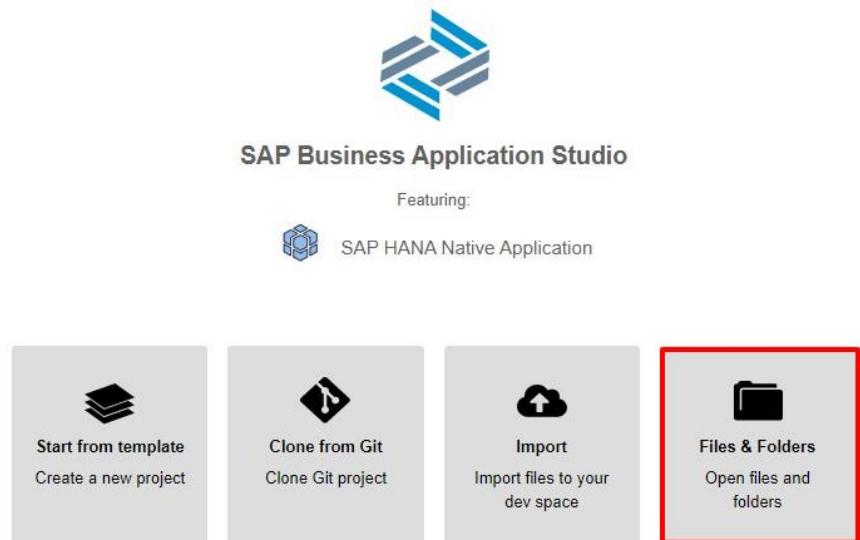 SAP Business Application Studio
Featuring:
SAP HANA Native Application
Start from template
Create a new project
Clone from Git
Clone Git project
Import
Import files to your
dev space
Files & Folders
Open files and
folders